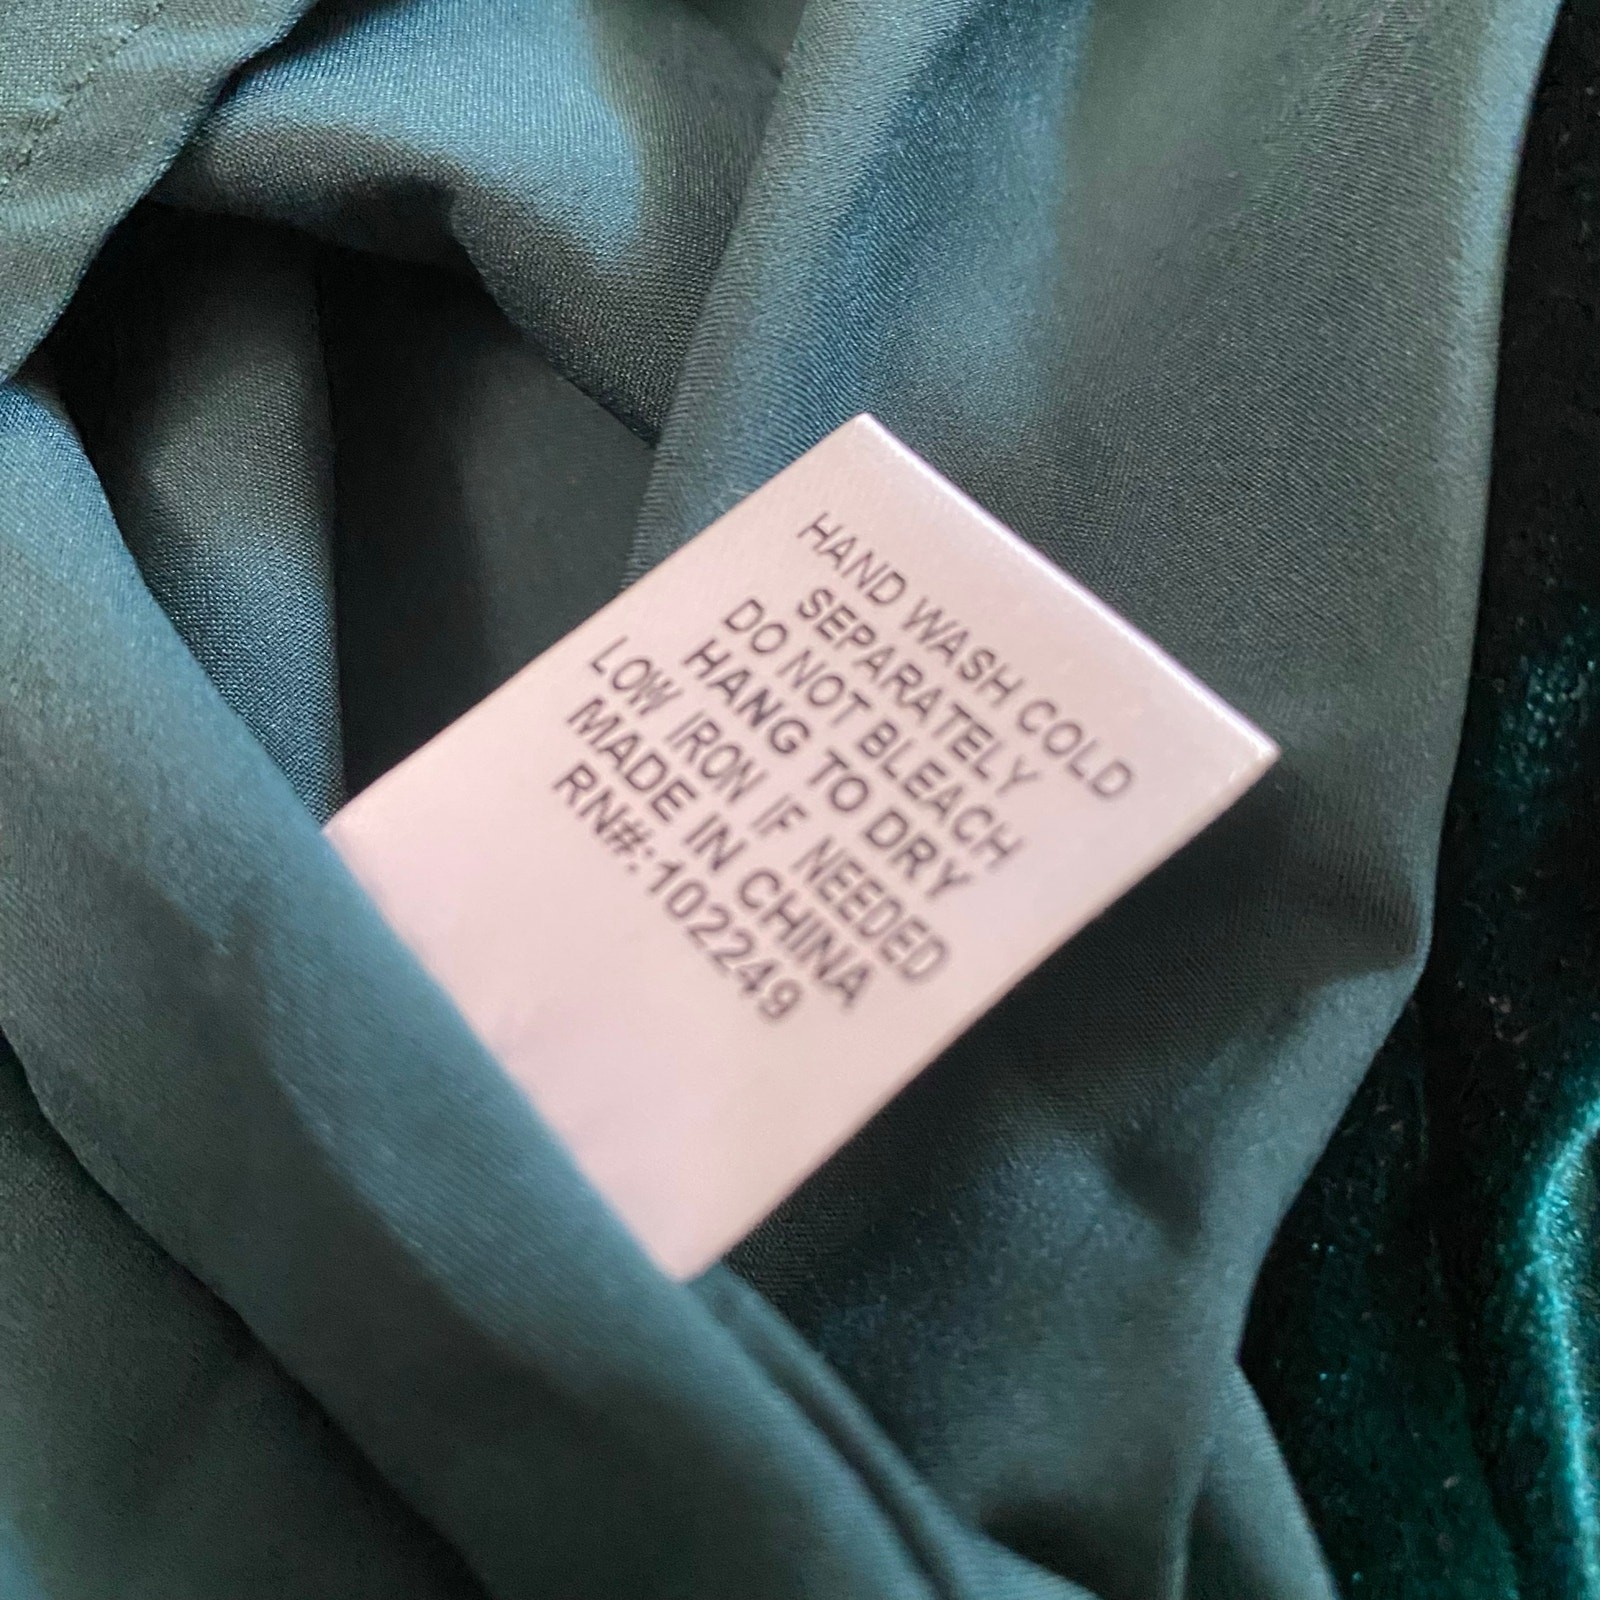 HAND WASH COLD
SEPARATELY
DO NOT BLEACH
HANG TO DRY
LOW IRON IF NEEDED
MADE IN CHINA
RN#:102249